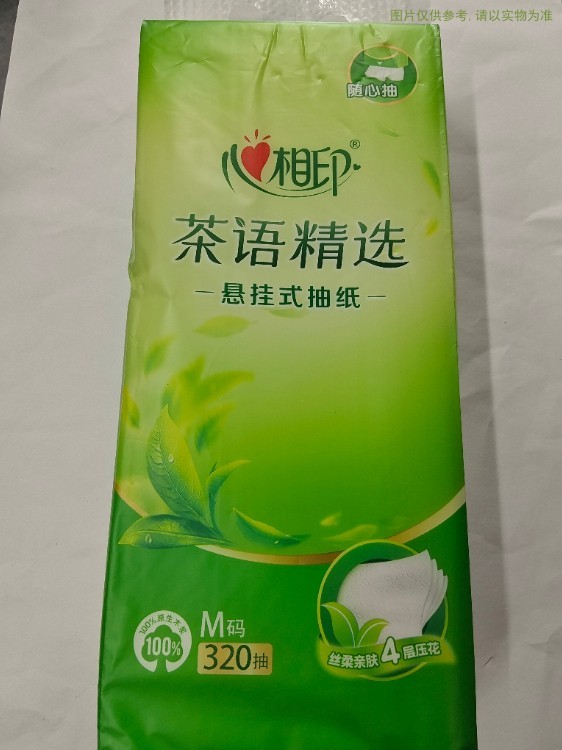 图片仅供参考, 请以实物为准
随心抽
心相印®
茶语精选
悬挂式抽纸
100%原生木浆
100%
M码
320抽
丝柔亲肤4层压花